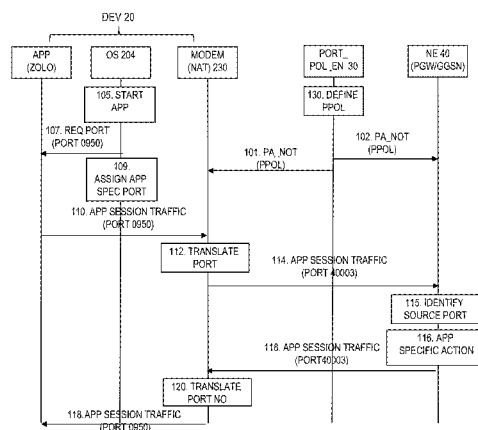 DEV 20
APP
(ZOLO)
OS 204
MODEM
(NAT) 230
PORT_
POL_EN 30
NE 40
(PGW/GGSN)
105. START
APP
130. DEFINE
PPOL
107. REQ PORT
(PORT 0950)
101. PA_NOT
(PPOL)
102. PA_NOT
(PPOL)
109.
ASSIGN APP
SPEC PORT
110. APP SESSION TRAFFIC
(PORT 0950)
112. TRANSLATE
PORT
114. APP SESSION TRAFFIC
(PORT 40003)
115. IDENTIFY
SOURCE PORT
116. APP
SPECIFIC ACTION
118. APP SESSION TRAFFIC
(PORT40003)
120. TRANSLATE
PORT NO
118.APP SESSION TRAFFIC
(PORT 0950)